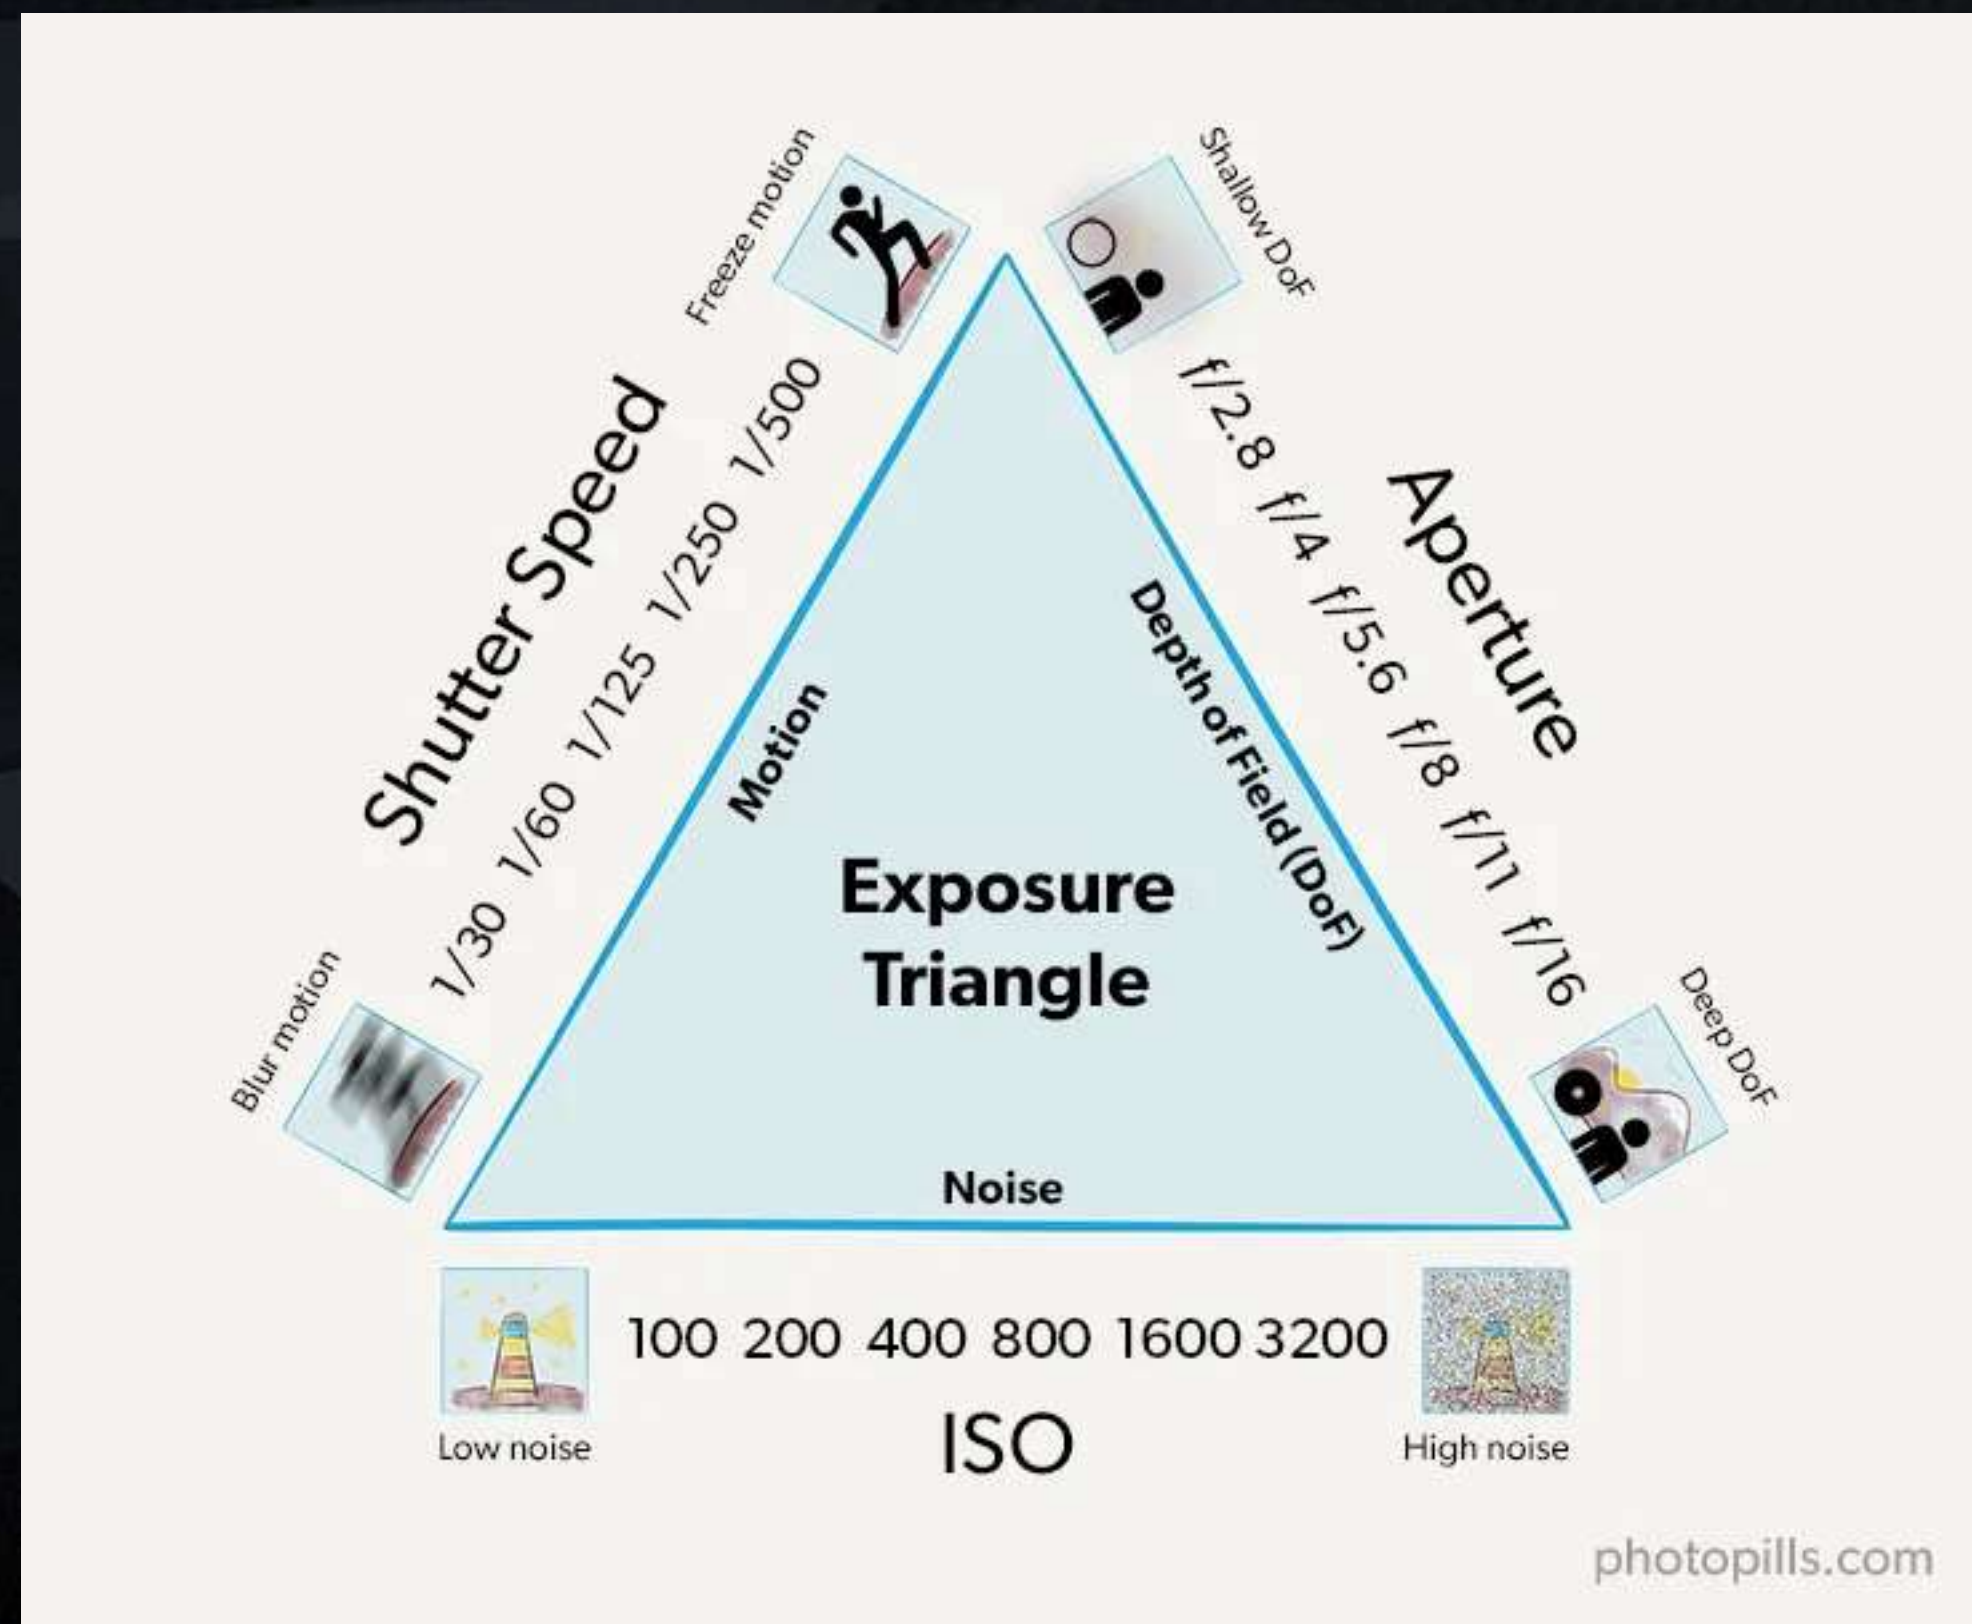 Freeze motion
Shallow DoF
Shutter Speed
1/30 1/60 1/125 1/250 1/500
Blur motion
Motion
Aperture
f/2.8 f/4 f/5.6 f/8 f/11 f/16
Deep DoF
Depth of Field (DoF)
Exposure
Triangle
Noise
100 200 400 800 1600 3200
Low noise
ISO
High noise
photopills.com